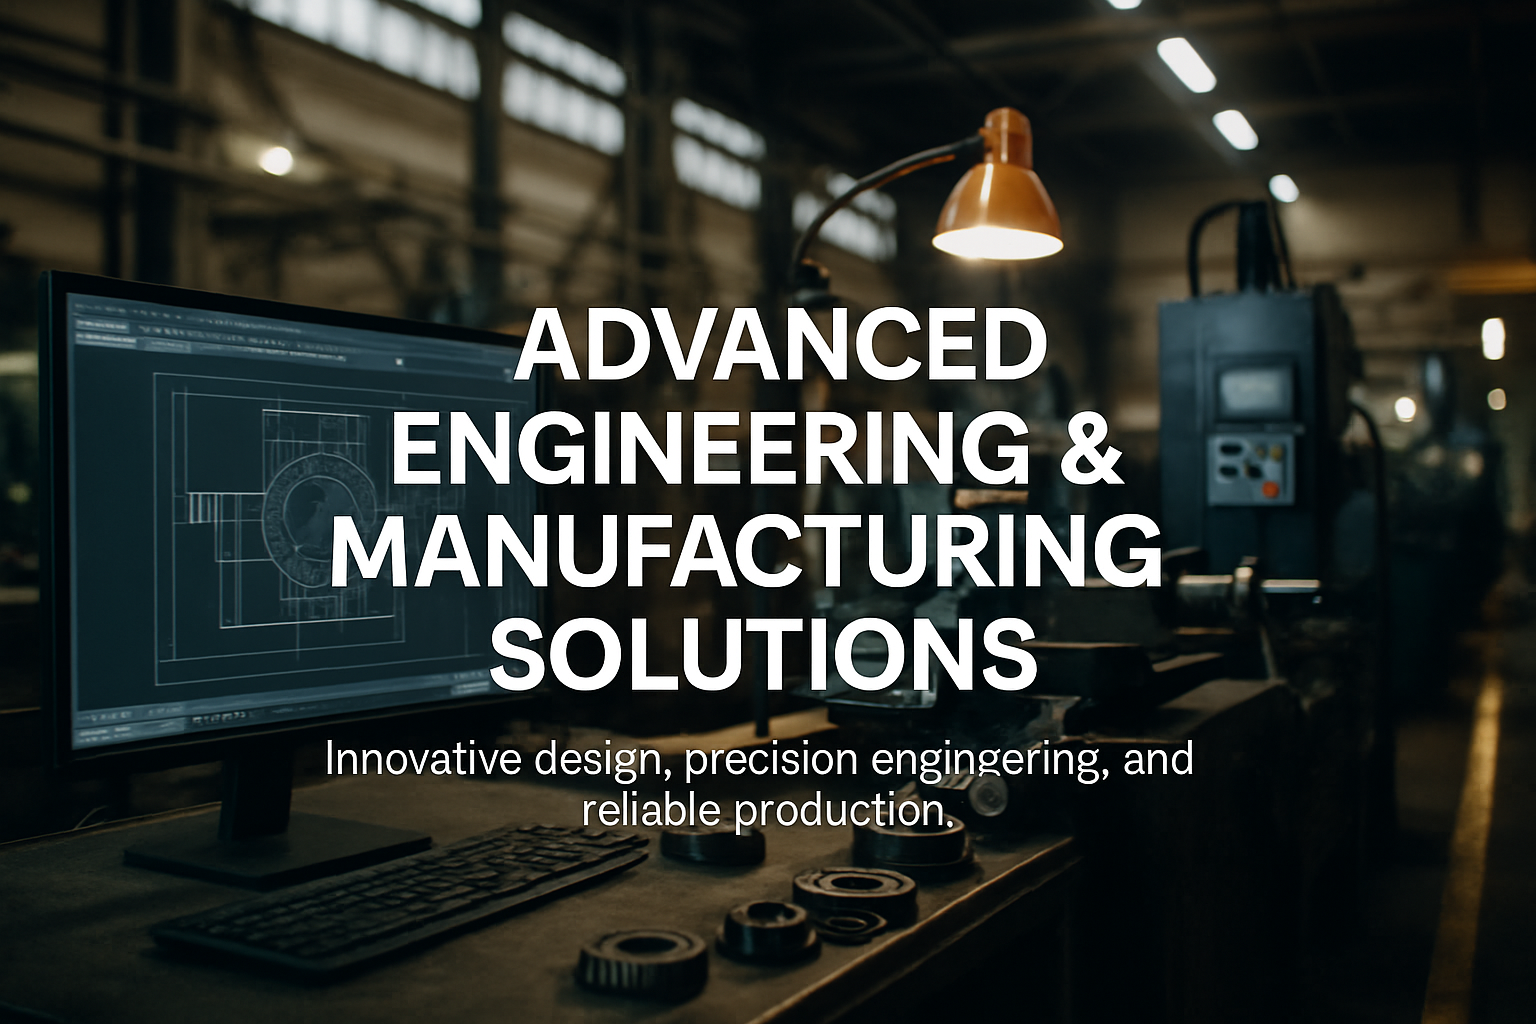 ADVANCED
ENGINEERING &
MANUFACTURING
SOLUTIONS
Innovative design, precision engingering, and
reliable production.